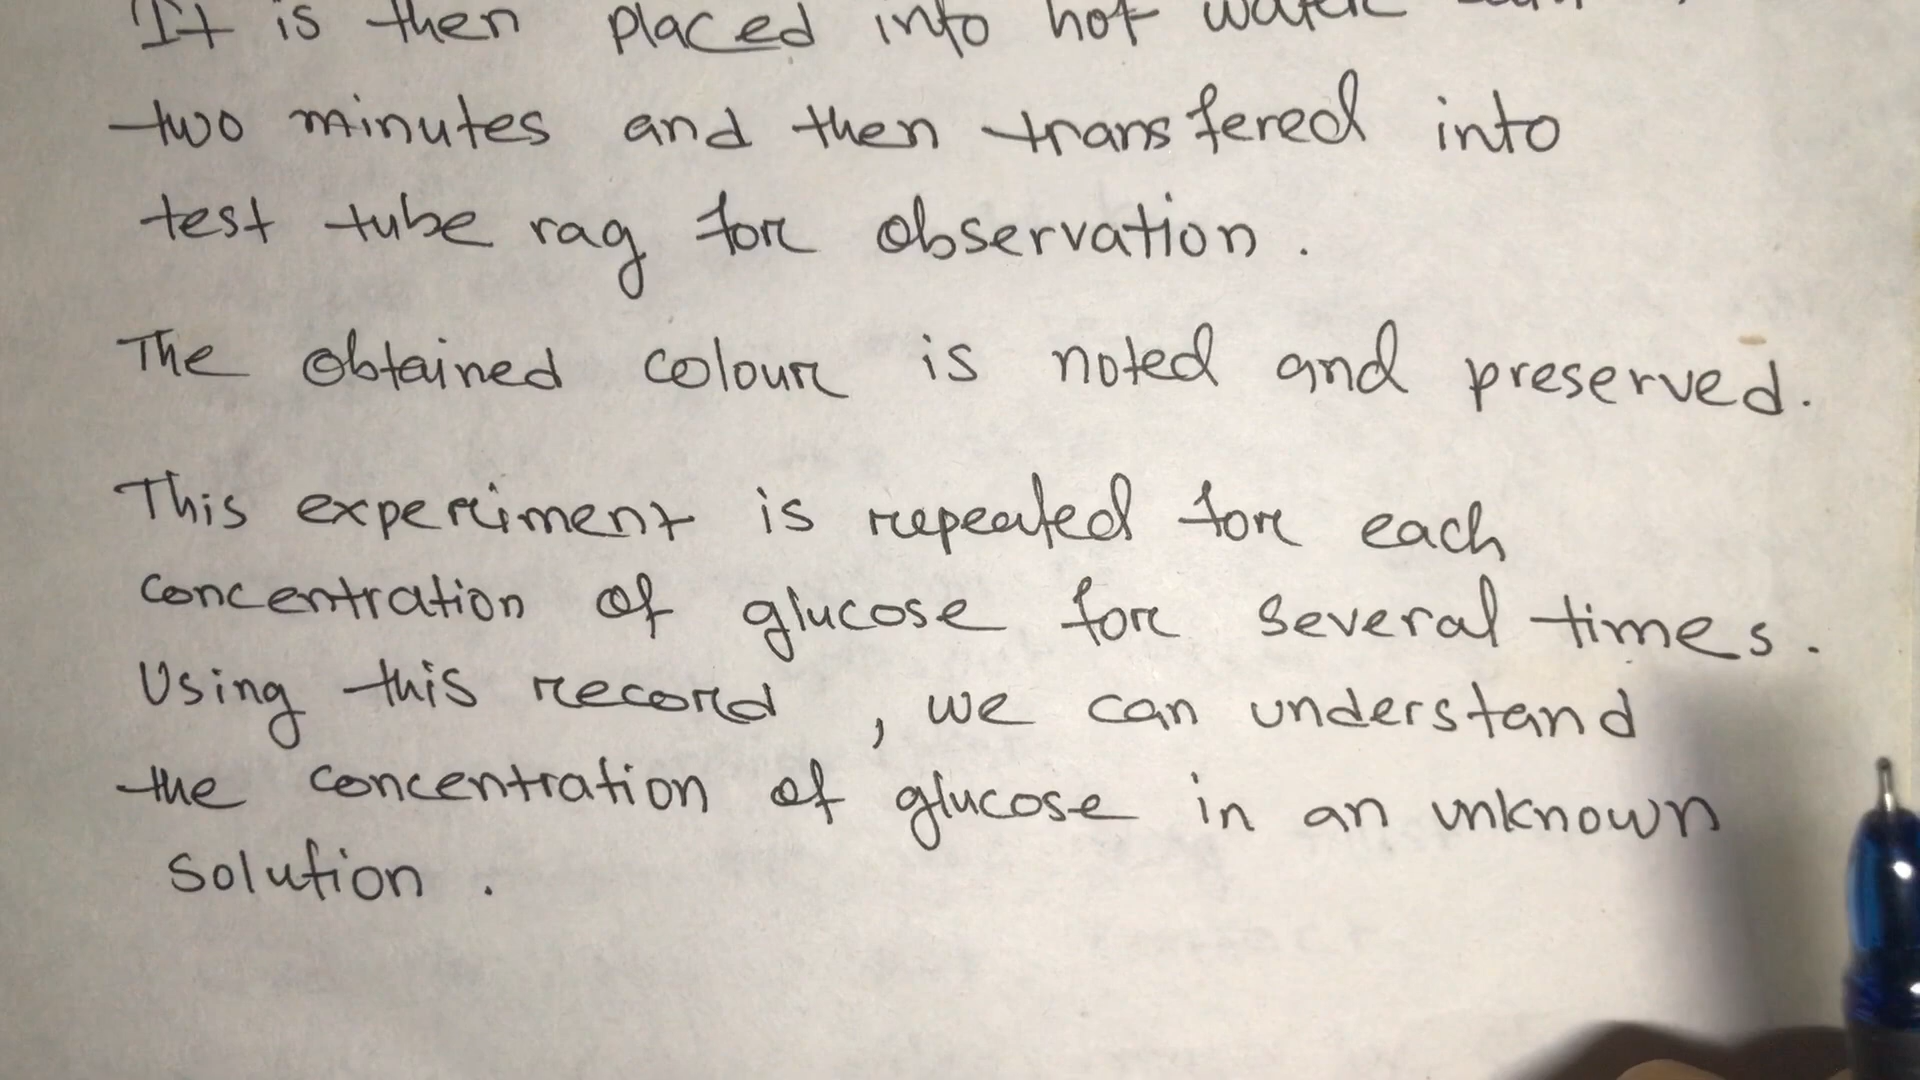 It is then placed into hot water
two minutes and then transfered into
test tube rag for observation.
The obtained colour is noted and preserved.
This experiment is repeated for each
concentration of glucose for several times.
Using this record, we can understand
the concentration of glucose in an unknown
solution.